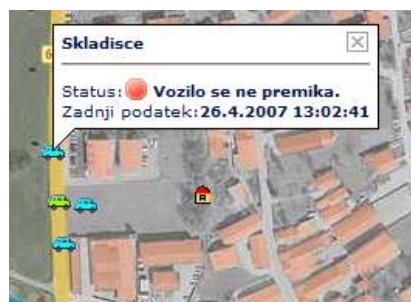 Skladisce
Status: Vozilo se ne premika.
Zadnji podatek:26.4.2007 13:02:41